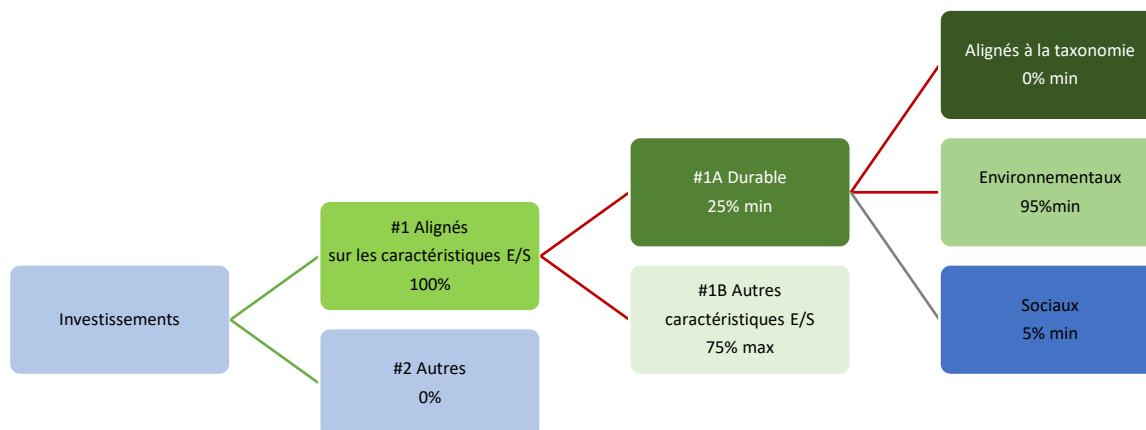 Investissements
#1 Alignés
sur les caractéristiques E/S
100%
#2 Autres
0%
#1A Durable
25% min
#1B Autres
caractéristiques E/S
75% max
Alignés à la taxonomie
0% min
Environnementaux
95%min
Sociaux
5% min